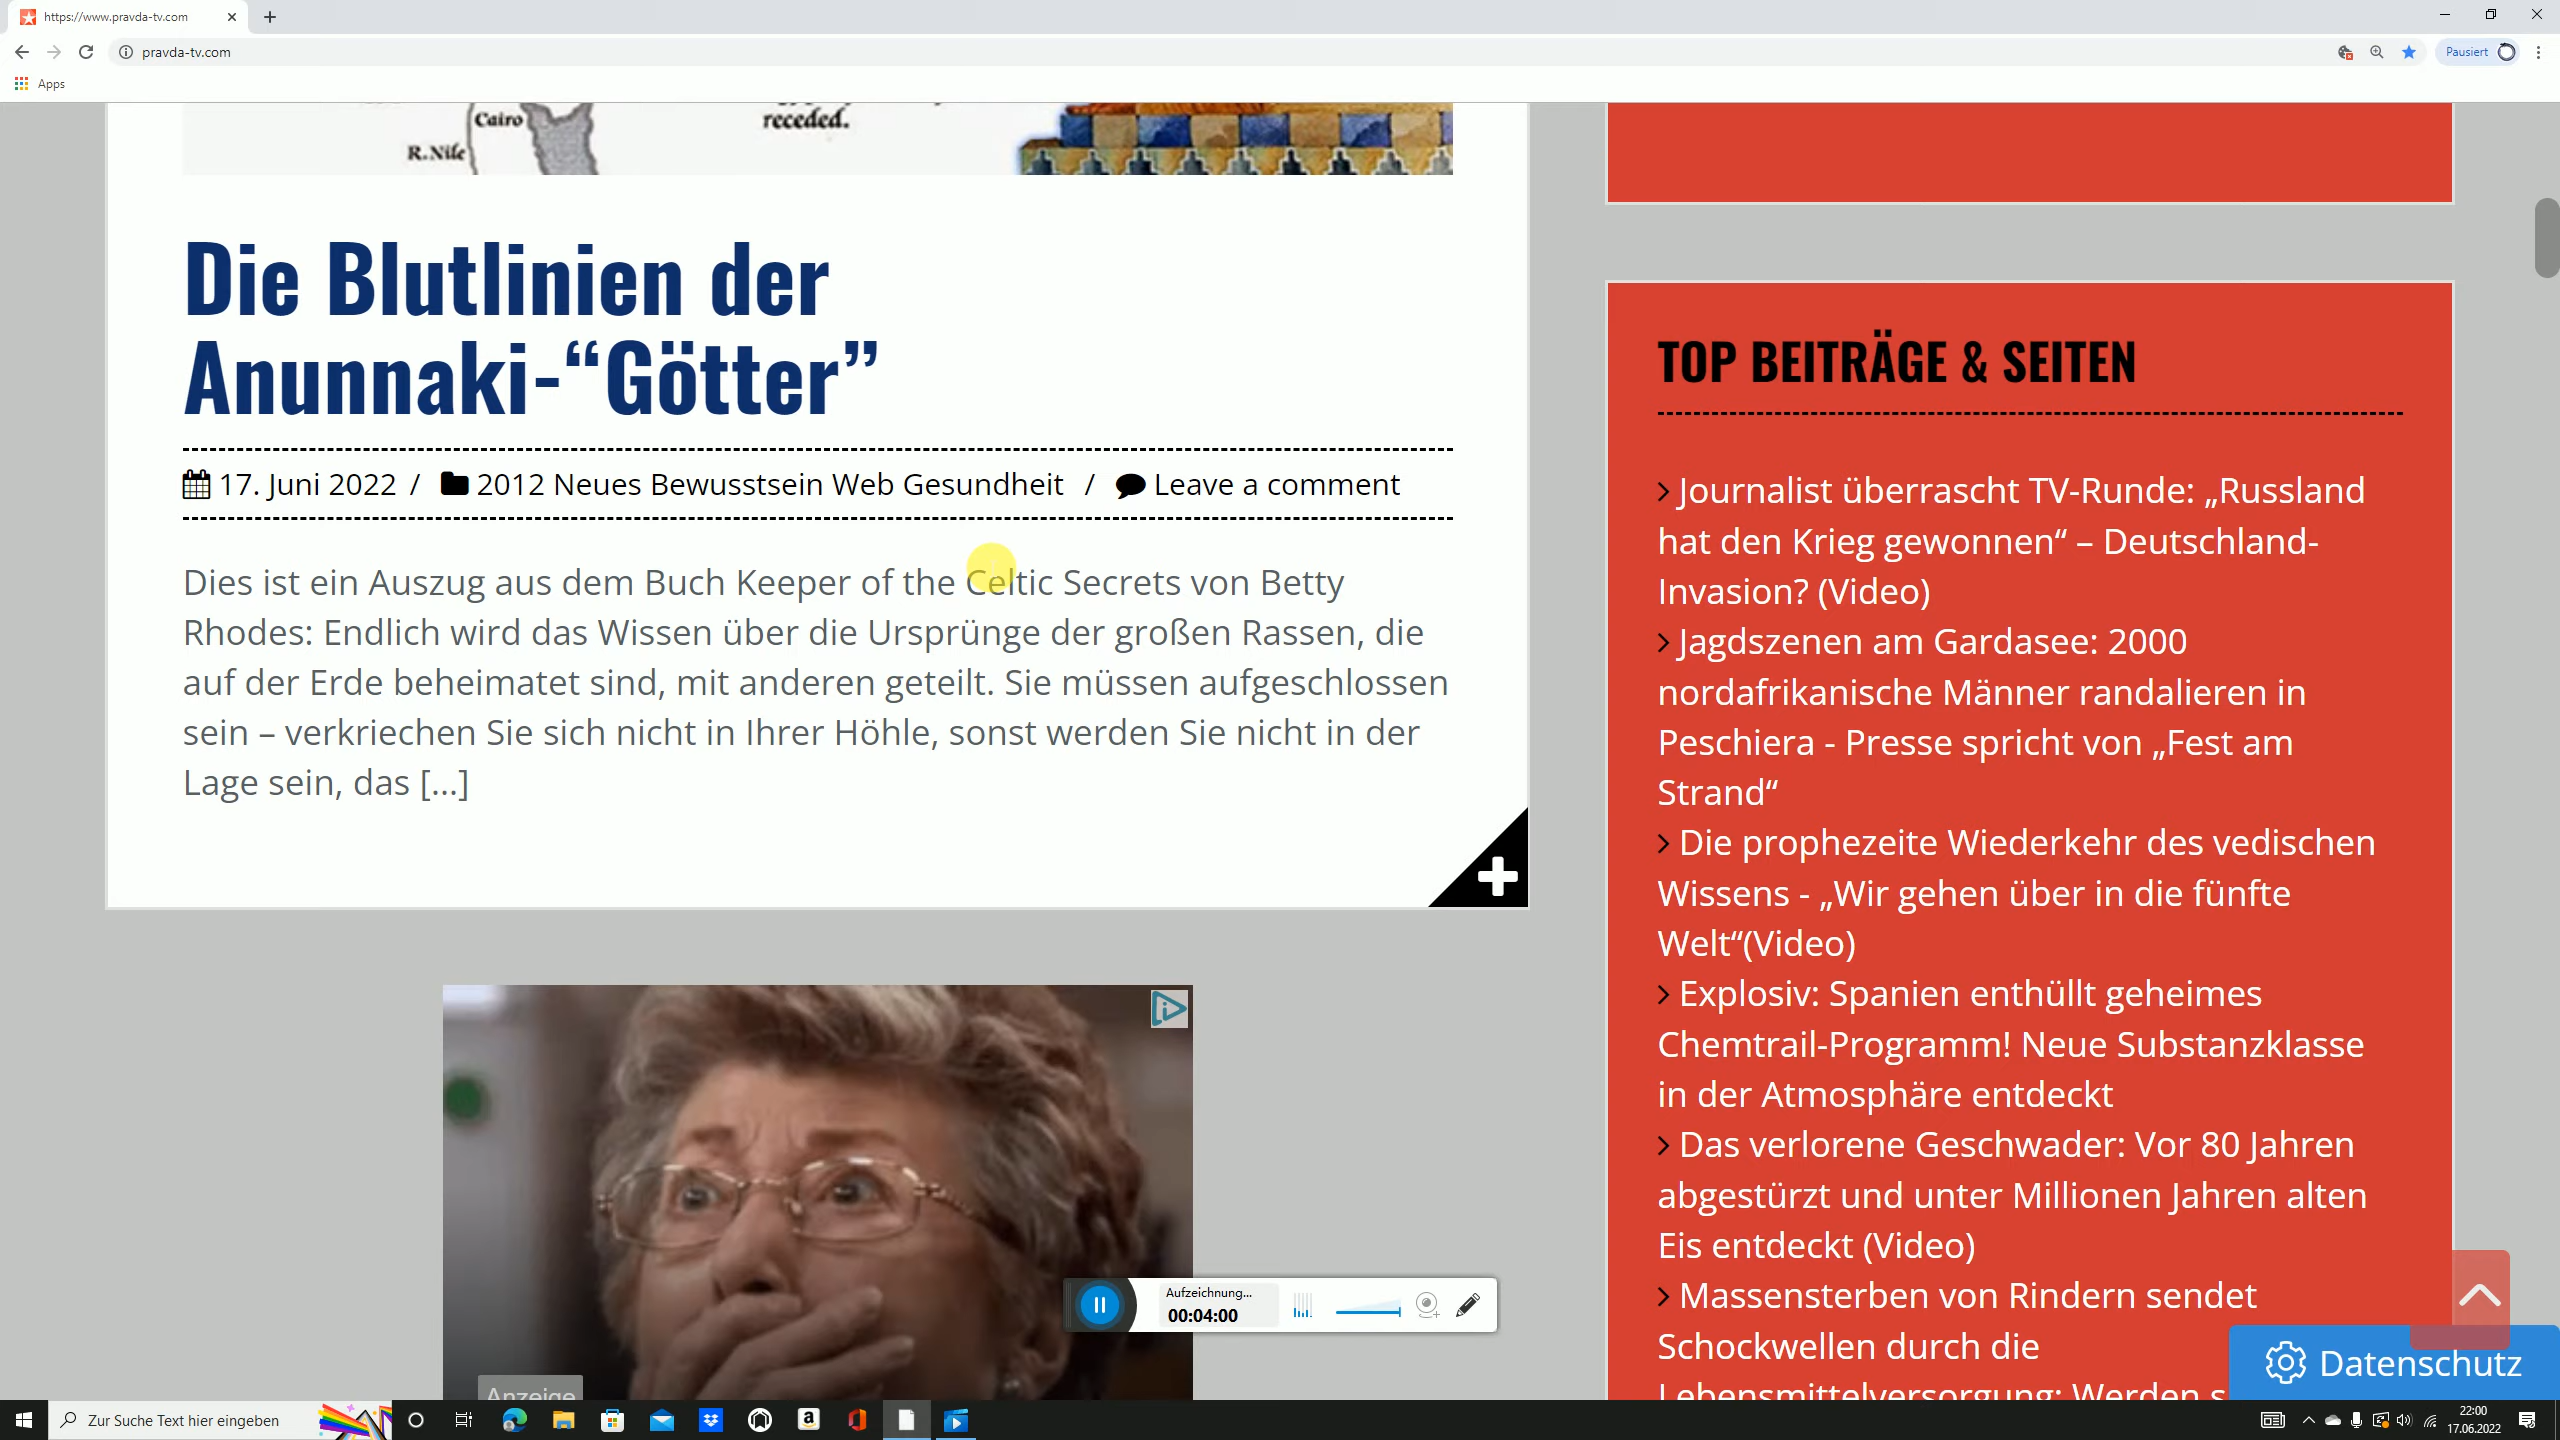 https://www.pravda-tv.com
pravda-tv.com
Pausiert
Apps
Cairo
R.Nile
receded.
Die Blutlinien der
Anunnaki-“Götter”
17. Juni 2022 / 2012 Neues Bewusstsein Web Gesundheit / Leave a comment
Dies ist ein Auszug aus dem Buch Keeper of the Celtic Secrets von Betty
Rhodes: Endlich wird das Wissen über die Ursprünge der großen Rassen, die
auf der Erde beheimatet sind, mit anderen geteilt. Sie müssen aufgeschlossen
sein – verkriechen Sie sich nicht in Ihrer Höhle, sonst werden Sie nicht in der
Lage sein, das [...]
Anzeige
TOP BEITRÄGE & SEITEN
Journalist überrascht TV-Runde: „Russland
hat den Krieg gewonnen“ – Deutschland-
Invasion? (Video)
Jagdszenen am Gardasee: 2000
nordafrikanische Männer randalieren in
Peschiera - Presse spricht von „Fest am
Strand“
Die prophezeite Wiederkehr des vedischen
Wissens - „Wir gehen über in die fünfte
Welt“(Video)
Explosiv: Spanien enthüllt geheimes
Chemtrail-Programm! Neue Substanzklasse
in der Atmosphäre entdeckt
Das verlorene Geschwader: Vor 80 Jahren
abgestürzt und unter Millionen Jahren alten
Eis entdeckt (Video)
Massensterben von Rindern sendet
Schockwellen durch die
Lebensmittelversorgung: Werden s
Aufzeichnung...
00:04:00
Datenschutz
Zur Suche Text hier eingeben
22:00
17.06.2022